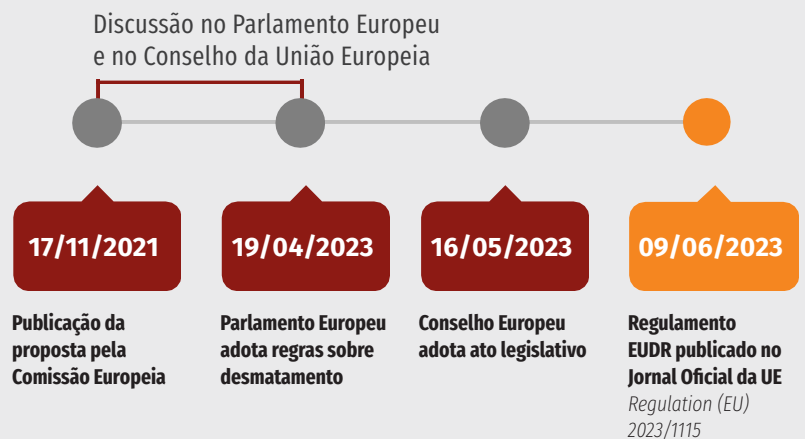 Discussão no Parlamento Europeu
e no Conselho da União Europeia
17/11/2021
Publicação da
proposta pela
Comissão Europeia
19/04/2023
Parlamento Europeu
adota regras sobre
desmatamento
16/05/2023
Conselho Europeu
adota ato legislativo
09/06/2023
Regulamento
EUDR publicado no
Jornal Oficial da UE
Regulation (EU)
2023/1115